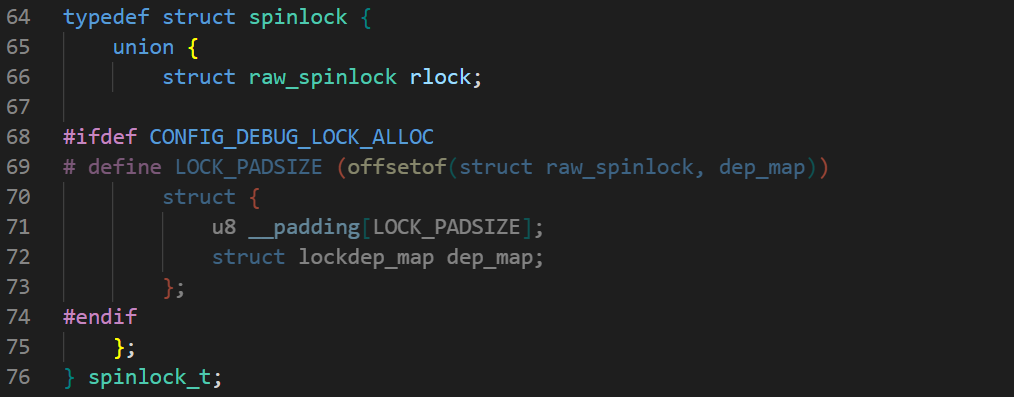 64 typedef struct spinlock {
65     union {
66         struct raw_spinlock rlock;
67
68 #ifdef CONFIG_DEBUG_LOCK_ALLOC
69 # define LOCK_PADSIZE (offsetof(struct raw_spinlock, dep_map))
70         struct {
71             u8 __padding[LOCK_PADSIZE];
72             struct lockdep_map dep_map;
73         };
74 #endif
75     };
76 } spinlock_t;